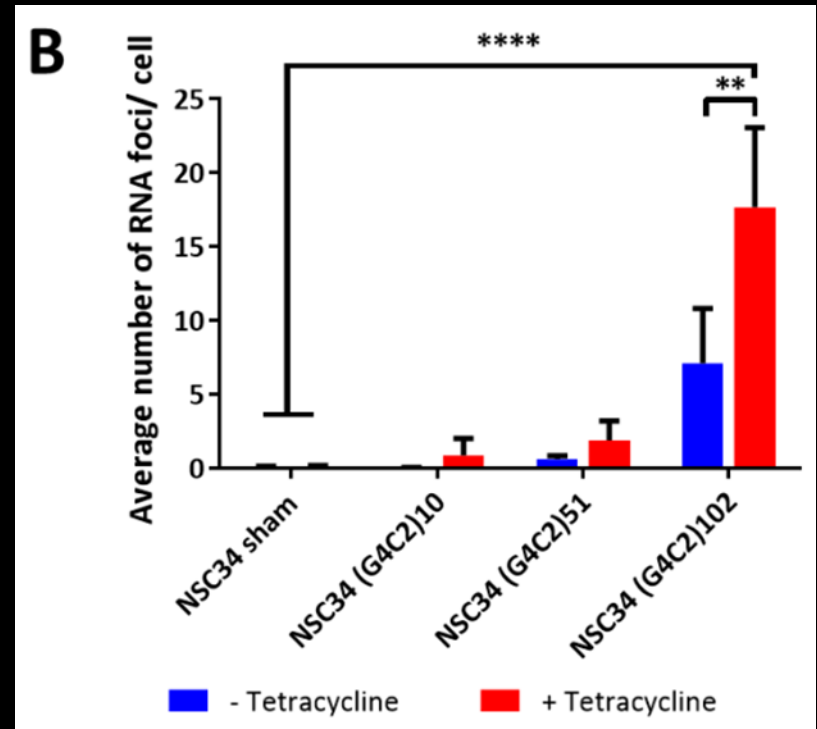 B
Average number of RNA foci/ cell
****
**
25
20
15
10
5
0
NSC34 sham
NSC34 (G4C2)10
NSC34 (G4C2)51
NSC34 (G4C2)102
- Tetracycline
+ Tetracycline